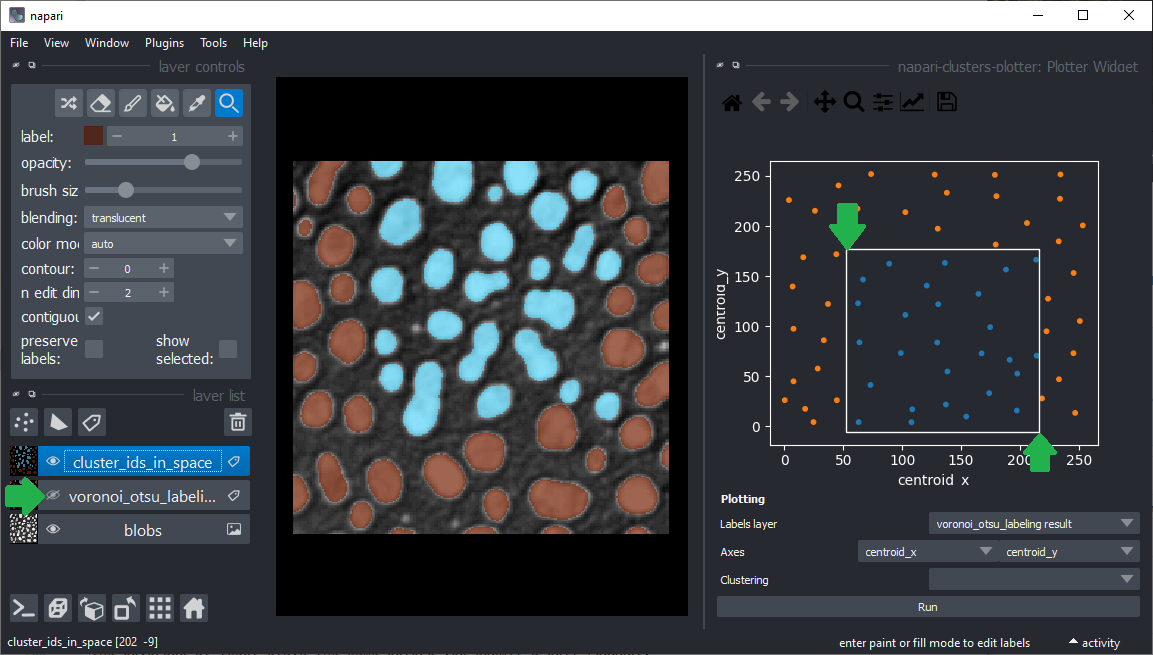 napari
File View Window Plugins Tools Help
layer controls
label: 1
opacity:
brush siz
blending: translucent
color mo auto
contour: 0
n edit din 2
contiguou
preserve labels:
show selected:
layer list
cluster_ids_in_space
voronoi_otsu_labeli...
blobs
napari-clusters-plotter: Plotter Widget
250
200
150
100
50
0
centroid_y
0 50 100 150 200 250
centroid_x
Plotting
Labels layer voronoi_otsu_labeling result
Axes centroid_x centroid_y
Clustering
Run
cluster_ids_in_space [202 -9]
enter paint or fill mode to edit labels
activity